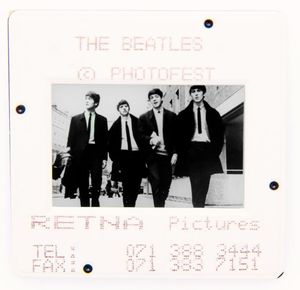 THE BEATLES
© PHOTOFEST
RETNA Pictures
TEL: 071 388 3444
FAX: 071 383 7151